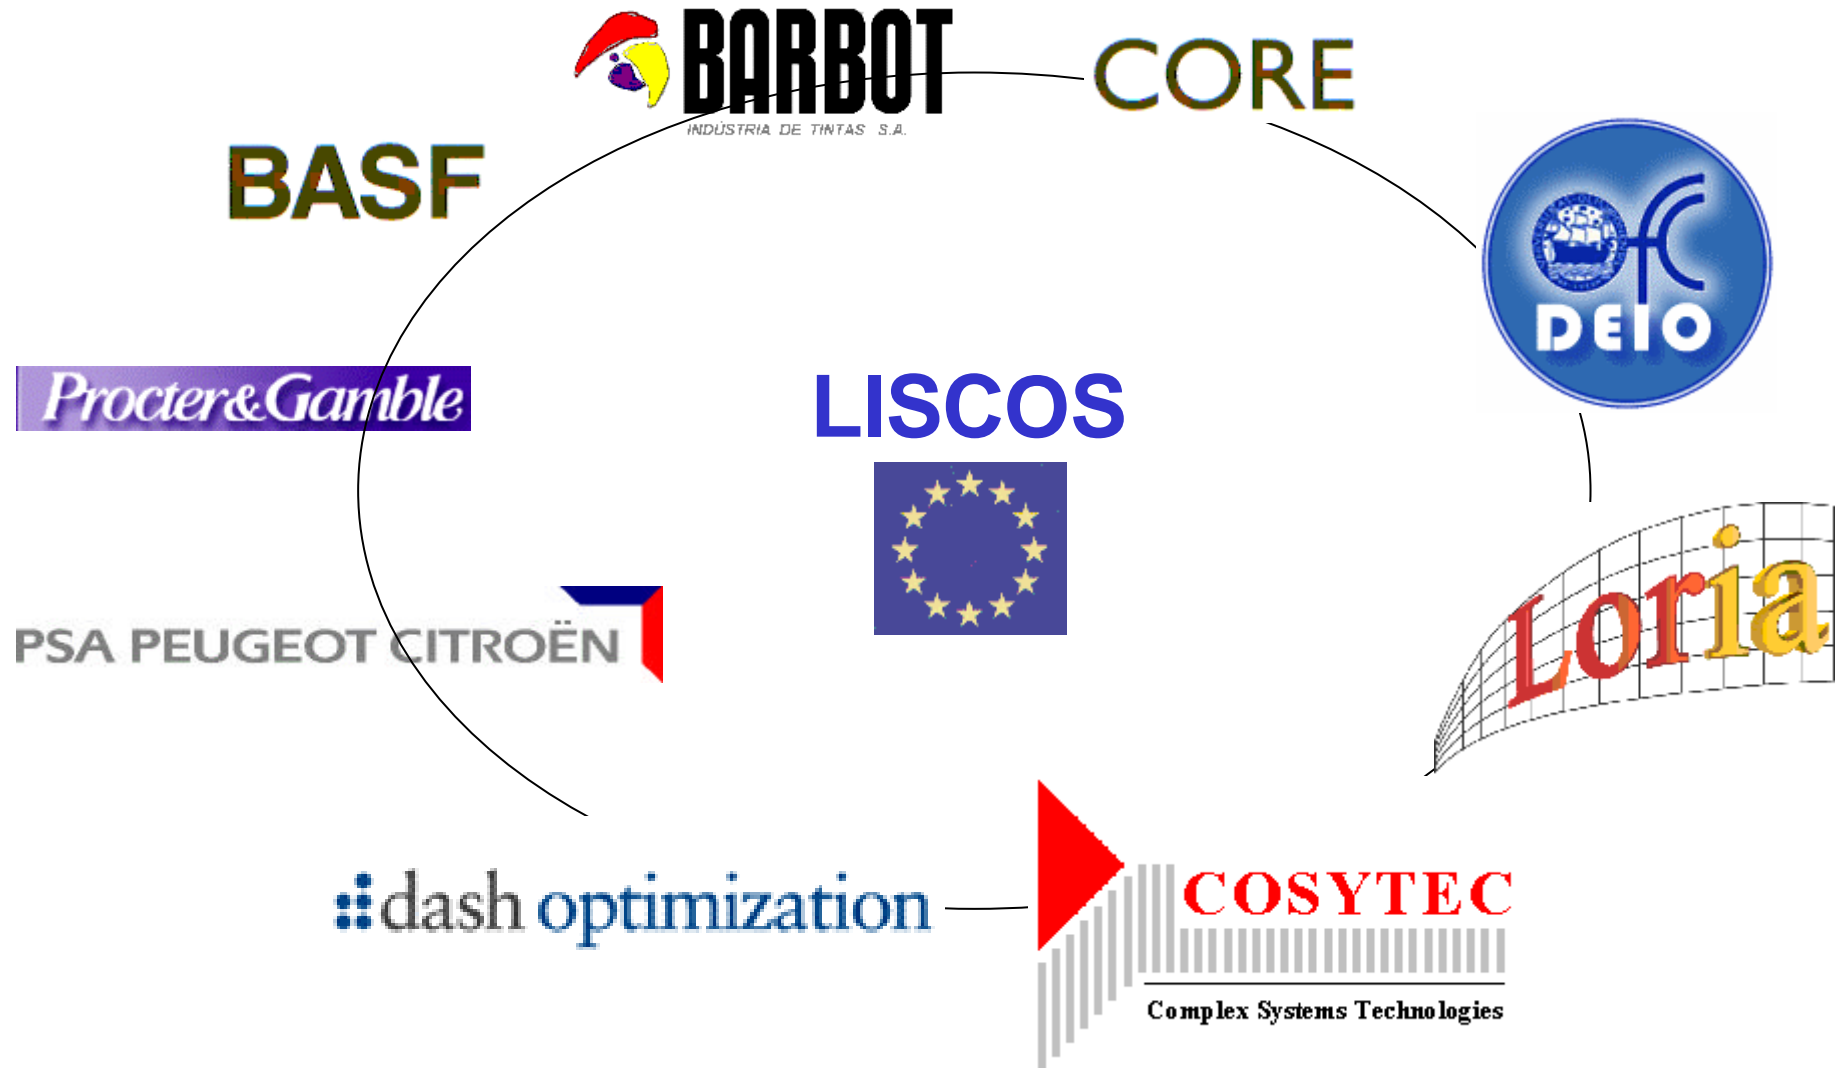 BARBOT
INDÚSTRIA DE TINTAS S.A.
CORE
BASF
fC
DEIO
Procter&Gamble
LISCOS
PSA PEUGEOT CITROËN
Loria
dash optimization
COSYTEC
Complex Systems Technologies